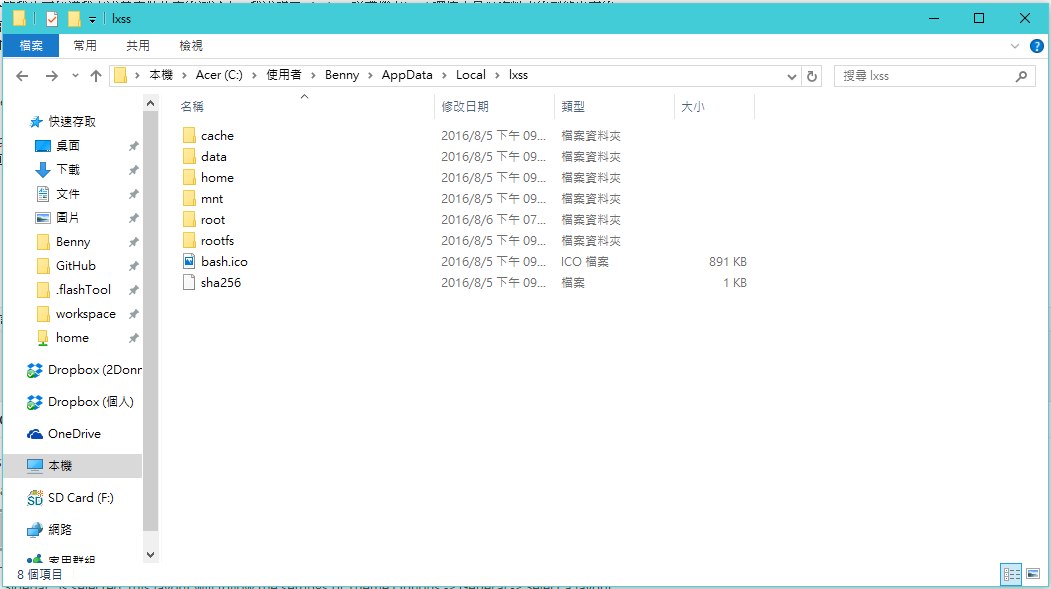 lxss
檔案 常用 共用 檢視
本機 Acer (C:) 使用者 Benny AppData Local lxss 搜尋 lxss
名稱 修改日期 類型 大小
快速存取
桌面
下載
文件
圖片
Benny
GitHub
.flashTool
workspace
home
Dropbox (2Donr
Dropbox (個人)
OneDrive
本機
SD Card (F:)
網路
家用群組
cache 2016/8/5 下午 09... 檔案資料夾
data 2016/8/5 下午 09... 檔案資料夾
home 2016/8/5 下午 09... 檔案資料夾
mnt 2016/8/5 下午 09... 檔案資料夾
root 2016/8/6 下午 07... 檔案資料夾
rootfs 2016/8/5 下午 09... 檔案資料夾
bash.ico 2016/8/5 下午 09... ICO 檔案 891 KB
sha256 2016/8/5 下午 09... 檔案 1 KB
8 個項目